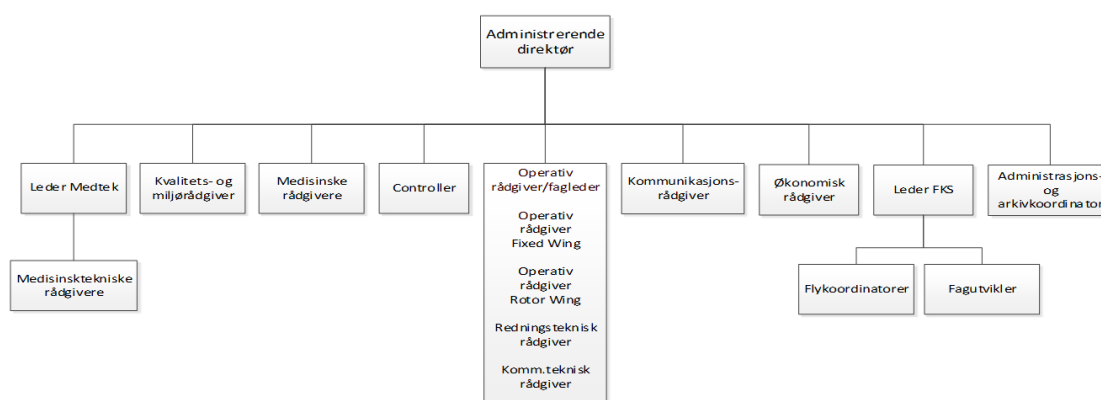 Administrerende
direktør
Leder Medtek
Kvalitets- og
miljørådgiver
Medisinske
rådgivere
Controller
Operativ
rådgiver/fagleder
Operativ
rådgiver
Fixed Wing
Operativ
rådgiver
Rotor Wing
Redningsteknisk
rådgiver
Komm.teknisk
rådgiver
Kommunikasjons-
rådgiver
Økonomisk
rådgiver
Leder FKS
Administrasjons-
og
arkivkoordinator
Medisinsktekniske
rådgivere
Flykoordinatorer
Fagutvikler